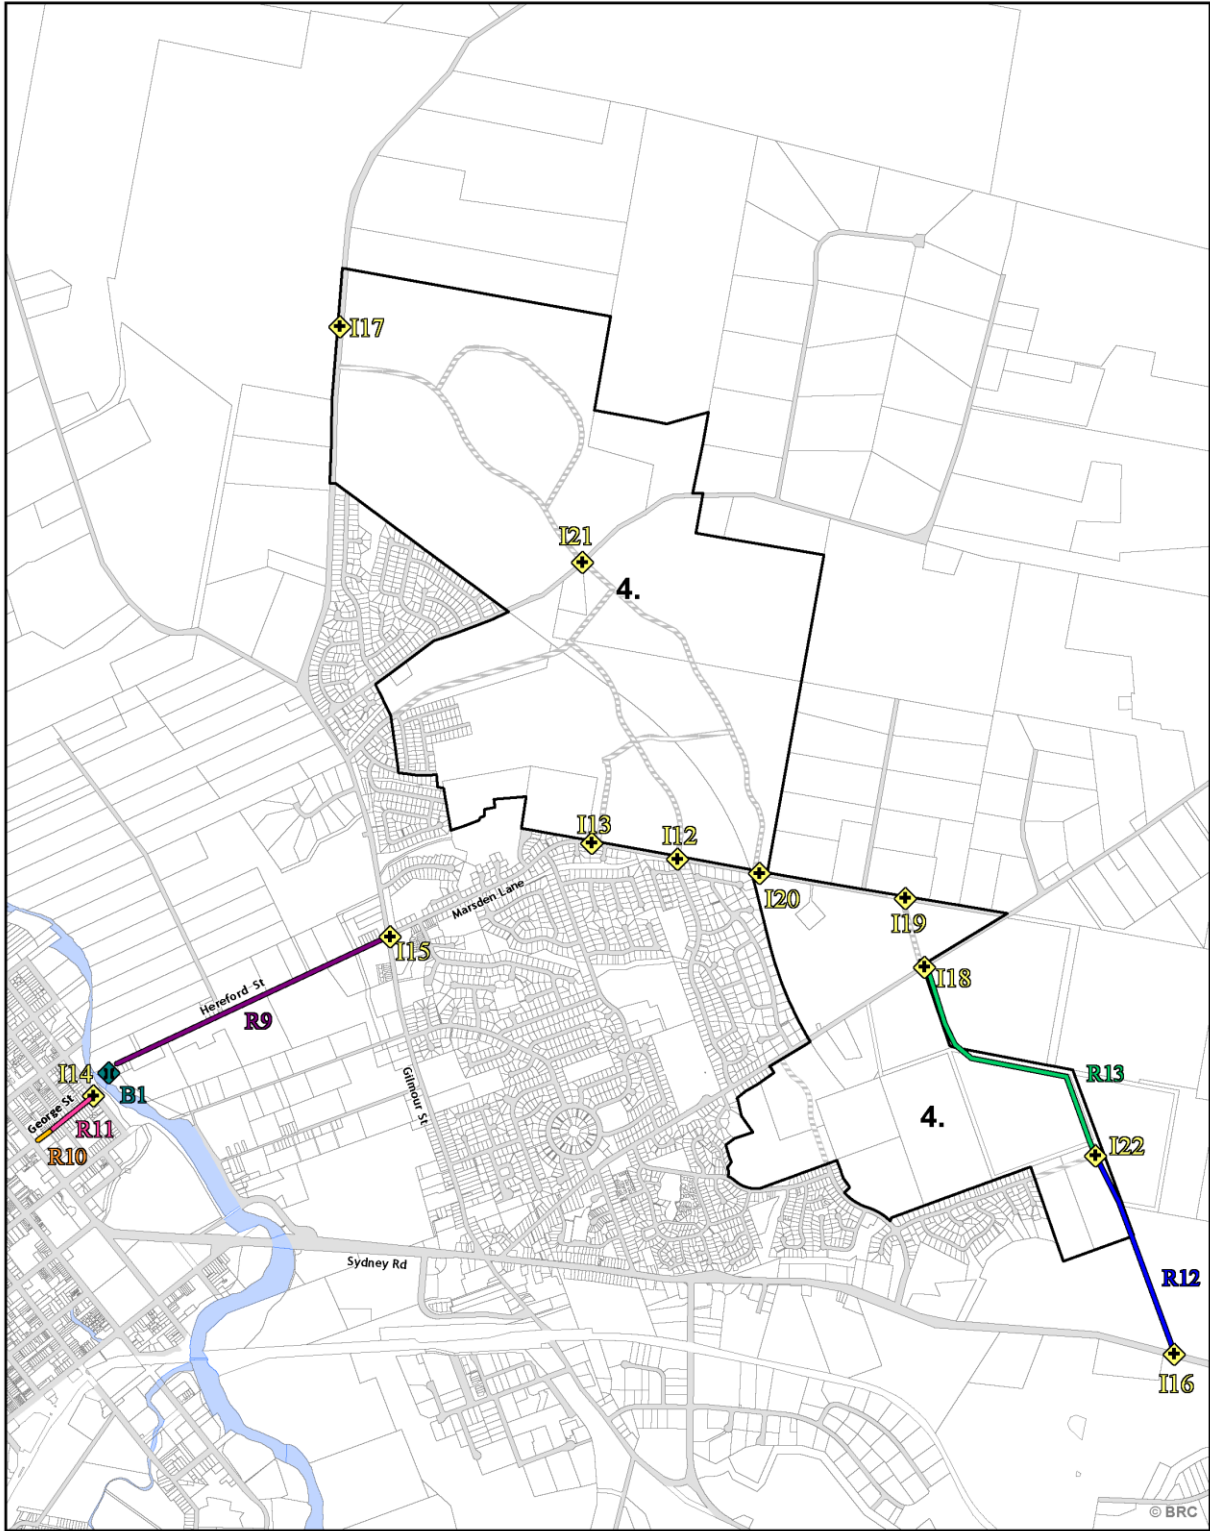 I17
I21
4.
I13
I12
I20
I19
Marsden Lane
I15
I18
Hereford St
R9
I14
B1
R13
George St
R11
Gilmour St
4.
R10
I22
Sydney Rd
R12
I16
© BRC